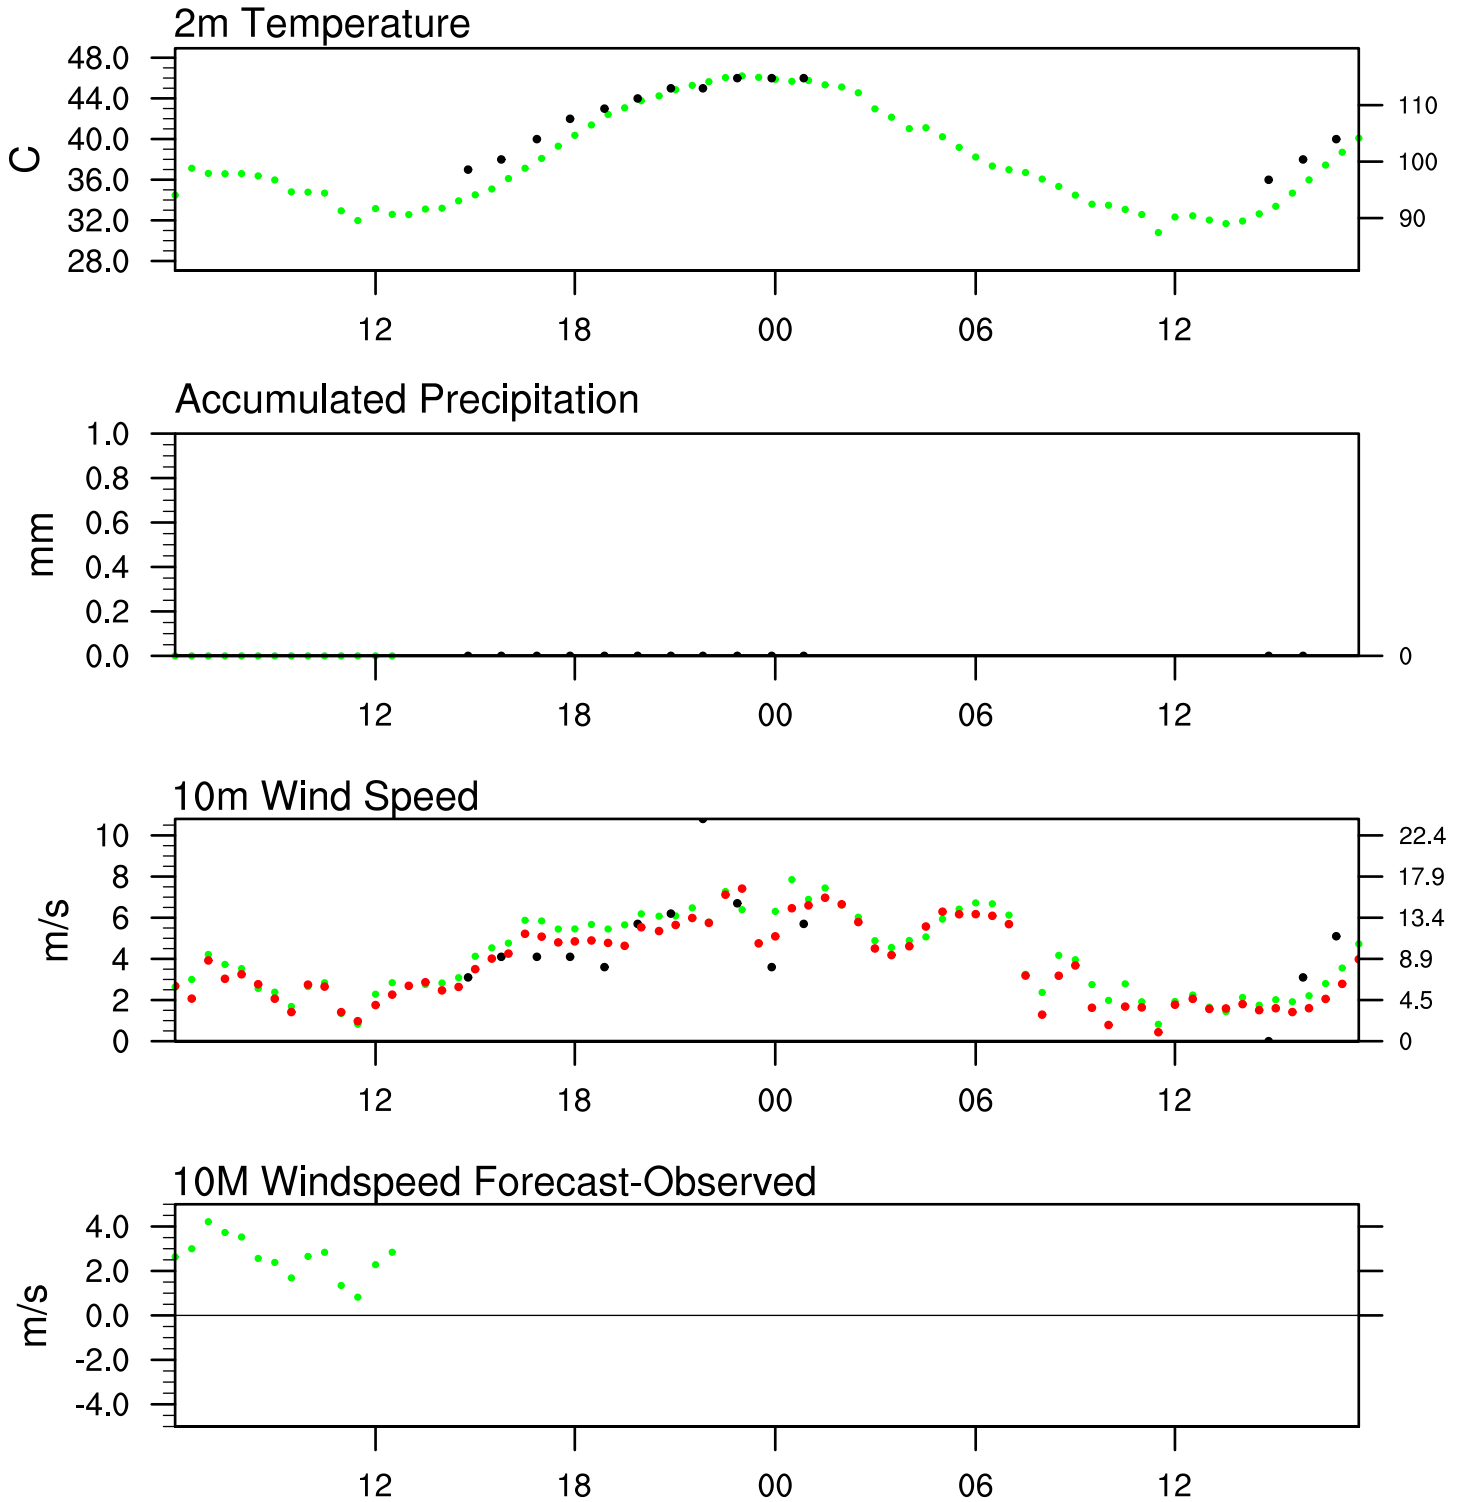 2m Temperature
48.0
44.0
40.0
36.0
32.0
28.0
C
110
100
90
12 18 00 06 12
Accumulated Precipitation
1.0
0.8
0.6
0.4
0.2
0.0
mm
0
12 18 00 06 12
10m Wind Speed
10
8
6
4
2
0
m/s
22.4
17.9
13.4
8.9
4.5
0
12 18 00 06 12
10M Windspeed Forecast-Observed
4.0
2.0
0.0
-2.0
-4.0
m/s
12 18 00 06 12